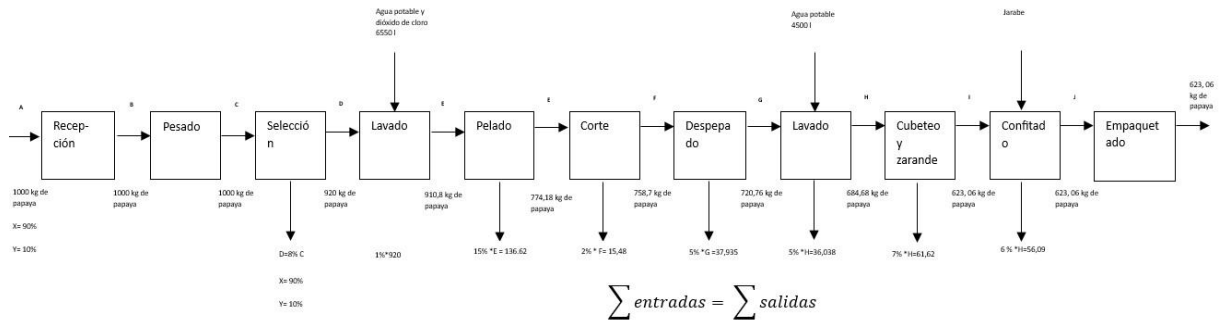 Agua potable y
dióxido de cloro
6550 l
Agua potable
4500 l
Jarabe
A
B
C
D
E
E
F
G
H
I
J
623, 06
kg de
papaya
Recep-
ción
Pesado
Selecció
n
Lavado
Pelado
Corte
Despepa
do
Lavado
Cubeteo
y
zarande
Confitad
o
Empaquet
ado
1000 kg de
papaya
1000 kg de
papaya
1000 kg de
papaya
920 kg de
papaya
910,8 kg de
papaya
774,18 kg de
papaya
758,7 kg de
papaya
720,76 kg de
papaya
684,68 kg de
papaya
623, 06 kg de
papaya
623, 06 kg de
papaya
X= 90%
Y= 10%
D=8% C
X= 90%
Y= 10%
1%*920
15% *E = 136.62
2% * F= 15,48
5% *G =37,935
5% *H=36,038
7% *H=61,62
6 % *H=56,09
∑ entradas = ∑ salidas